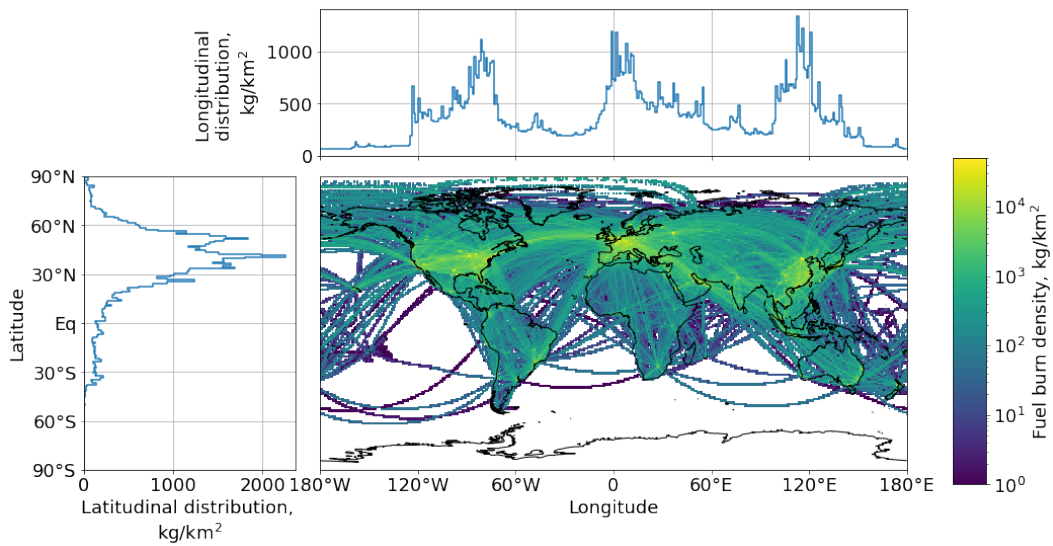 Longitudinal
distribution,
kg/km²
1000
500
0
90°N
60°N
30°N
Eq
30°S
60°S
90°S
Latitude
0 1000 2000
Latitudinal distribution,
kg/km²
180°W 120°W 60°W 0 60°E 120°E 180°E
Longitude
10⁴
10³
10²
10¹
10⁰
Fuel burn density, kg/km²